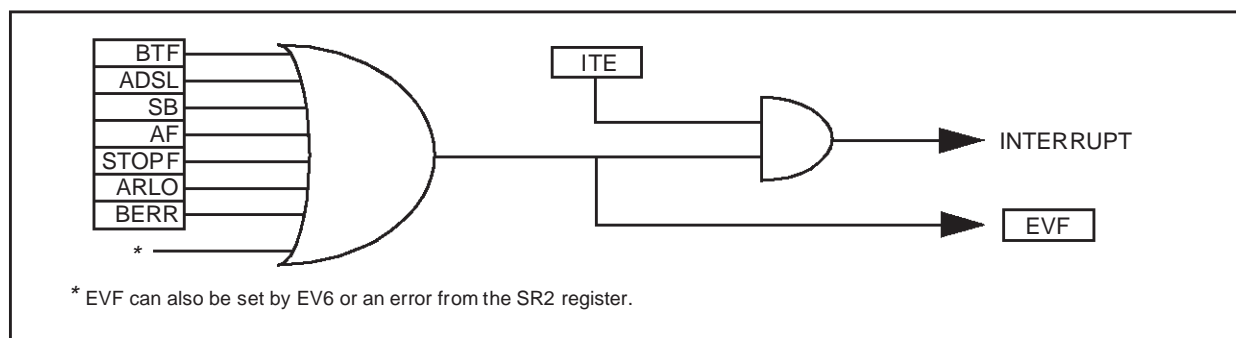 BTF
ADSL
SB
AF
STOPF
ARLO
BERR
*
ITE
INTERRUPT
EVF
* EVF can also be set by EV6 or an error from the SR2 register.